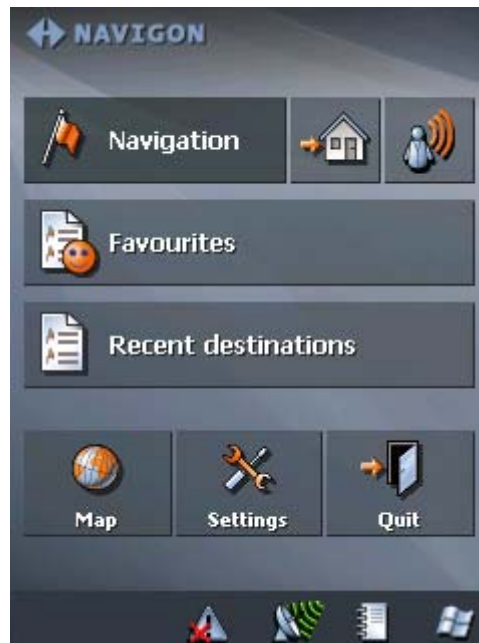 NAVIGON
Navigation
Favourites
Recent destinations
Map Settings Quit